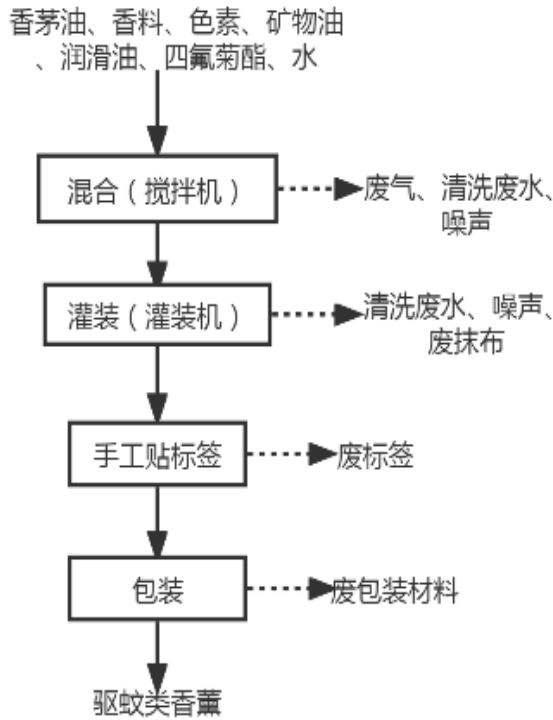 香茅油、香料、色素、矿物油
、润滑油、四氟菊酯、水
混合（搅拌机）
废气、清洗废水、
噪声
灌装（灌装机）
清洗废水、噪声、
废抹布
手工贴标签
废标签
包装
废包装材料
驱蚊类香薰